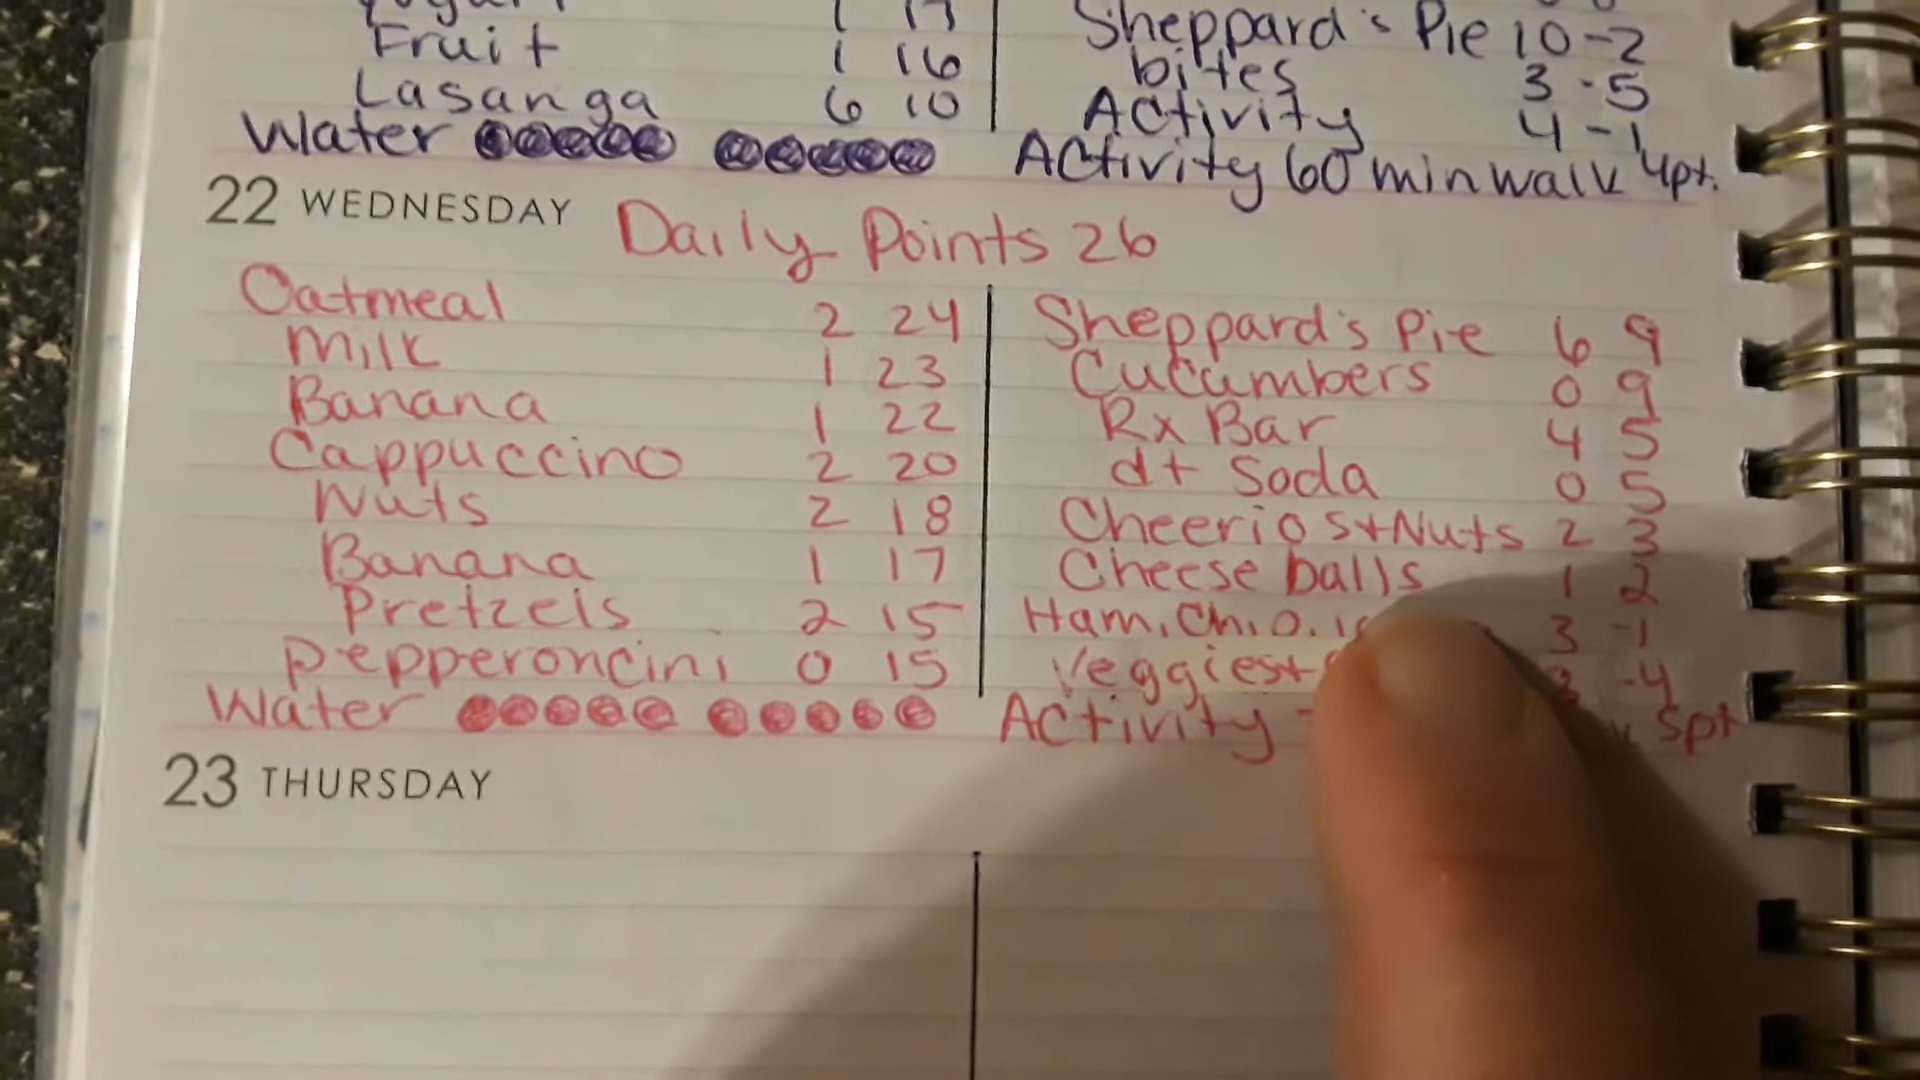 Fruit 1 16
Lasanga 6 10
Water
Sheppard's Pie 10 -2
bites 3 -5
Activity 4 -1
Activity 60 min walk 4pt.
22 WEDNESDAY Daily Points 26
Oatmeal 2 24
Milk 1 23
Banana 1 22
Cappuccino 2 20
Nuts 2 18
Banana 1 17
Pretzels 2 15
Pepperoncini 0 15
Water
Sheppard's Pie 6 9
Cucumbers 0 9
Rx Bar 4 5
dt Soda 0 5
Cheerios + Nuts 2 3
Cheese balls 1 2
Ham, Ch, O. 3 -1
Veggies + -4
Activity 5pt
23 THURSDAY